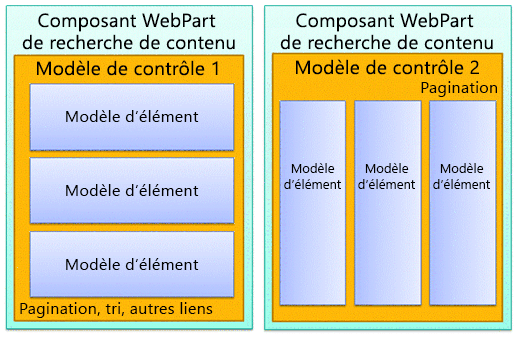 Composant WebPart
de recherche de contenu
Modèle de contrôle 1
Modèle d’élément
Modèle d’élément
Modèle d’élément
Pagination, tri, autres liens
Composant WebPart
de recherche de contenu
Modèle de contrôle 2
Pagination
Modèle
d’élément
Modèle
d’élément
Modèle
d’élément